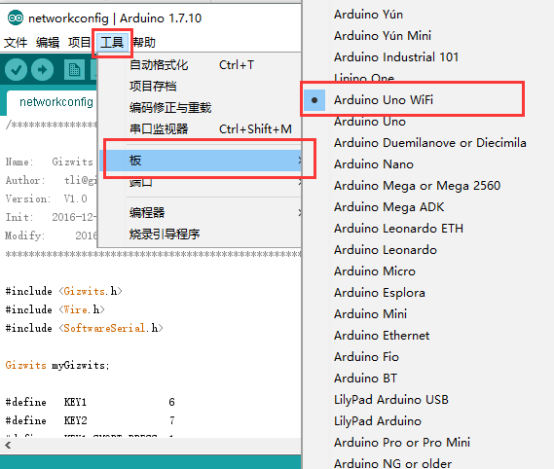 networkconfig | Arduino 1.7.10
文件 编辑 项目 工具 帮助
networkconfig
自动格式化 Ctrl+T
项目存档
编码修正与重载
串口监视器 Ctrl+Shift+M
板
端口
编程器
烧录引导程序
Arduino Yún
Arduino Yún Mini
Arduino Industrial 101
Linino One
Arduino Uno WiFi
Arduino Uno
Arduino Duemilanove or Diecimila
Arduino Nano
Arduino Mega or Mega 2560
Arduino Mega ADK
Arduino Leonardo ETH
Arduino Leonardo
Arduino Micro
Arduino Esplora
Arduino Mini
Arduino Ethernet
Arduino Fio
Arduino BT
LilyPad Arduino USB
LilyPad Arduino
Arduino Pro or Pro Mini
Arduino NG or older
/******************
Name: Gizwits
Author: tli@gi
Version: V1.0
Init: 2016-12-
Modify: 2016
******************************************
#include <Gizwits.h>
#include <Wire.h>
#include <SoftwareSerial.h>
Gizwits myGizwits;
#define KEY1 6
#define KEY2 7
#define KEY1_SHORT_PRESS 1